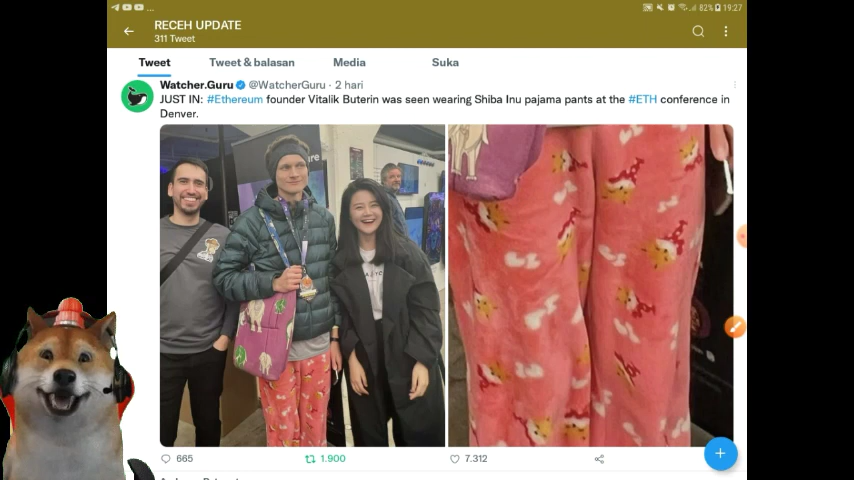 19:27
82%
RECEH UPDATE
311 Tweet
Tweet
Tweet & balasan
Media
Suka
Watcher.Guru @WatcherGuru · 2 hari
JUST IN: #Ethereum founder Vitalik Buterin was seen wearing Shiba Inu pajama pants at the #ETH conference in
Denver.
665
1.900
7.312